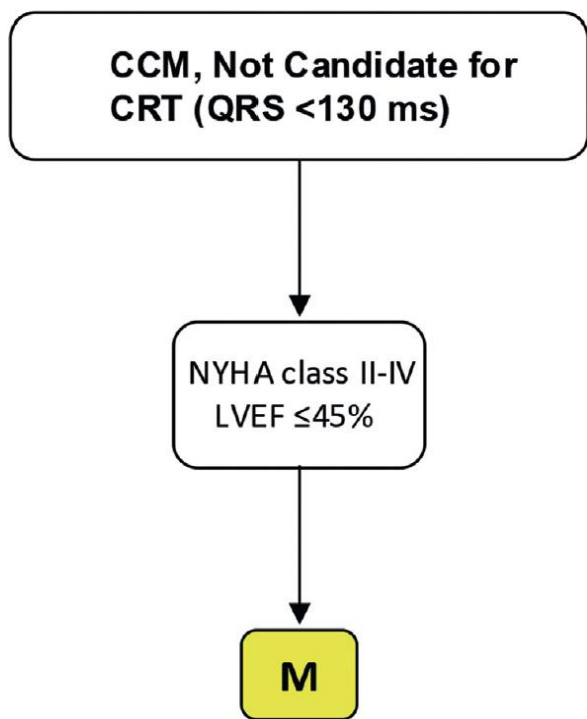 CCM, Not Candidate for
CRT (QRS <130 ms)
NYHA class II-IV
LVEF ≤45%
M